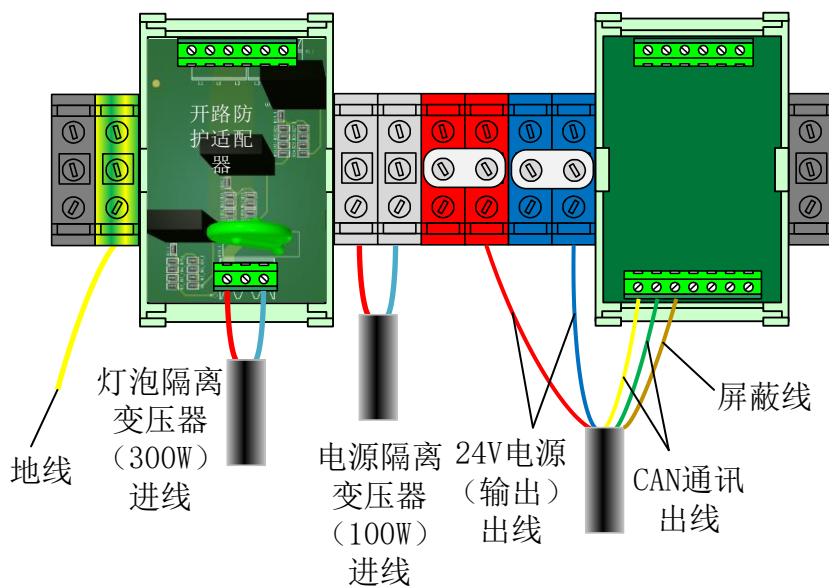 开路防
护适配
器
地线
灯泡隔离
变压器
（300W）
进线
电源隔离
变压器
（100W）
进线
24V电源
（输出）
出线
CAN通讯
出线
屏蔽线